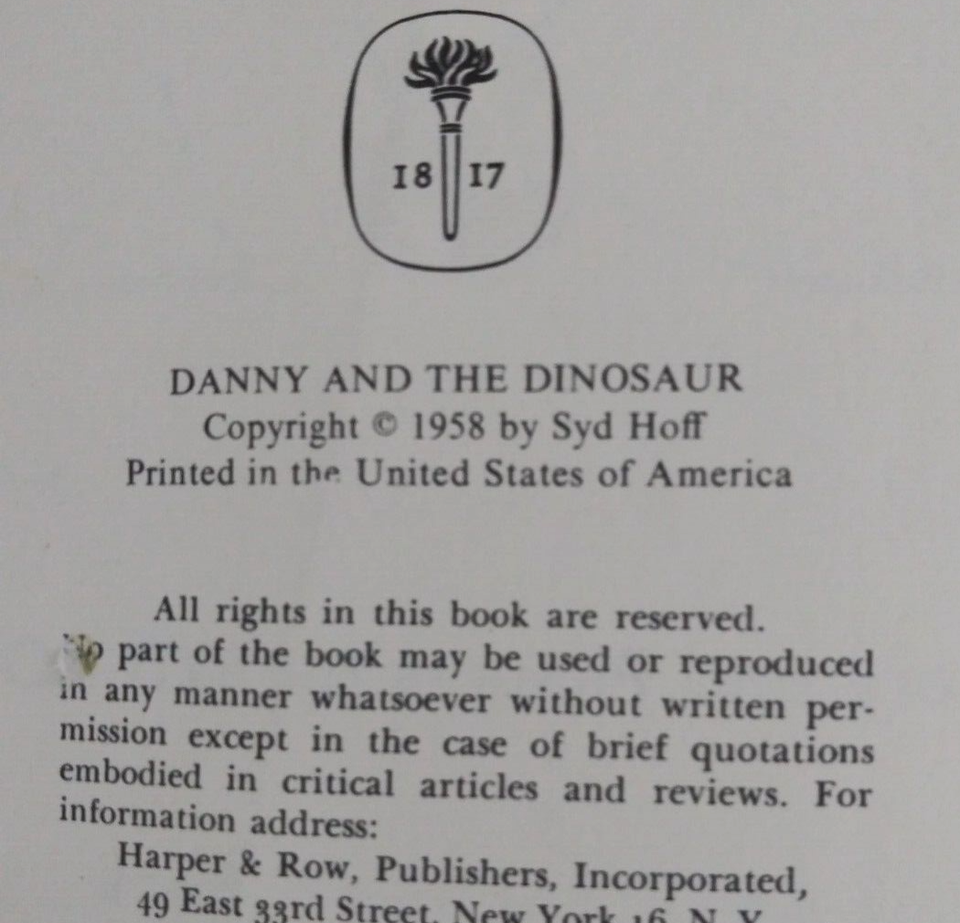 18 17
DANNY AND THE DINOSAUR
Copyright © 1958 by Syd Hoff
Printed in the United States of America
All rights in this book are reserved.
No part of the book may be used or reproduced
in any manner whatsoever without written per-
mission except in the case of brief quotations
embodied in critical articles and reviews. For
information address:
Harper & Row, Publishers, Incorporated,
49 East 33rd Street, New York 16, N. Y.